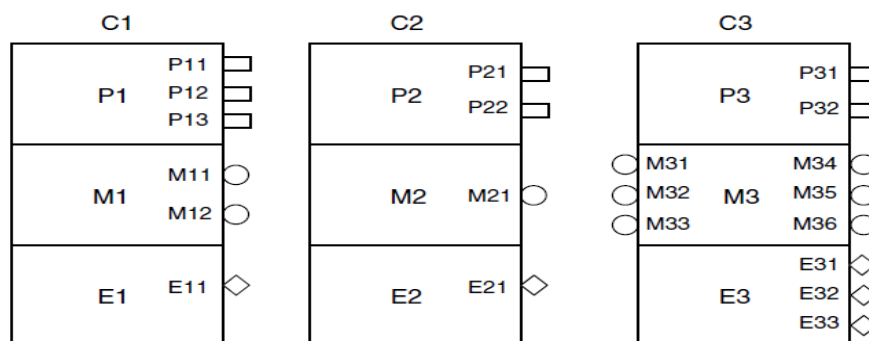 C1 C2 C3
P11 P21 P31
P1 P12 P2 P3
P13 P22 P32
M11 M31 M34
M1 M2 M21 M32 M3 M35
M12 M33 M36
E31
E1 E11 E2 E21 E3 E32
E33